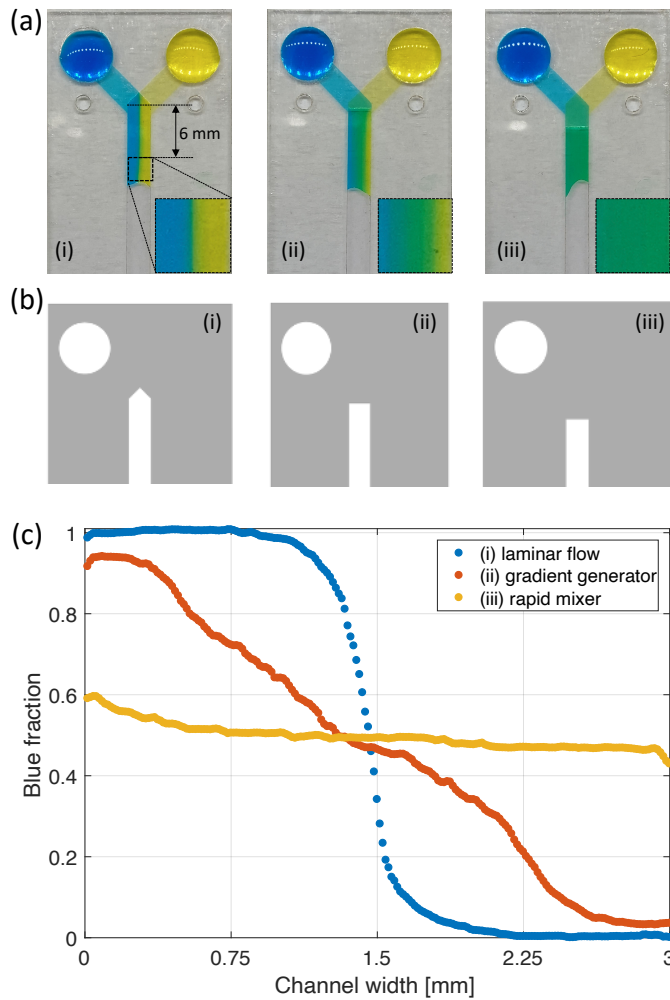 (a)
6 mm
(i)
(ii)
(iii)
(b)
(i)
(ii)
(iii)
(c)
1
0.8
0.6
0.4
0.2
0
Blue fraction
(i) laminar flow
(ii) gradient generator
(iii) rapid mixer
0
0.75
1.5
2.25
3
Channel width [mm]